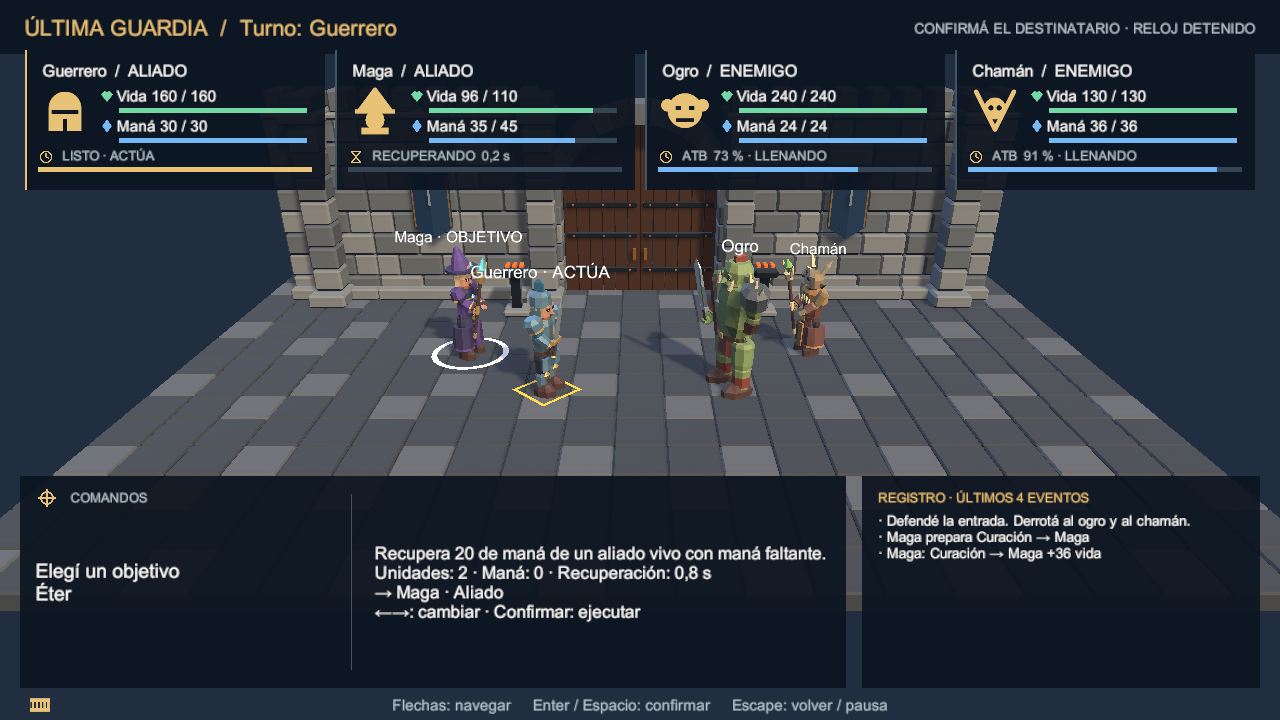 ÚLTIMA GUARDIA / Turno: Guerrero
CONFIRMÁ EL DESTINATARIO · RELOJ DETENIDO
Guerrero / ALIADO
Vida 160 / 160
Maná 30 / 30
LISTO · ACTÚA
Maga / ALIADO
Vida 96 / 110
Maná 35 / 45
RECUPERANDO 0,2 s
Ogro / ENEMIGO
Vida 240 / 240
Maná 24 / 24
ATB 73 % · LLENANDO
Chamán / ENEMIGO
Vida 130 / 130
Maná 36 / 36
ATB 91 % · LLENANDO
Maga · OBJETIVO
Guerrero · ACTÚA
Ogro
Chamán
COMANDOS
Elegí un objetivo
Éter
Recupera 20 de maná de un aliado vivo con maná faltante.
Unidades: 2 · Maná: 0 · Recuperación: 0,8 s
→ Maga · Aliado
←→: cambiar · Confirmar: ejecutar
REGISTRO · ÚLTIMOS 4 EVENTOS
· Defendé la entrada. Derrotá al ogro y al chamán.
· Maga prepara Curación → Maga
· Maga: Curación → Maga +36 vida
Flechas: navegar Enter / Espacio: confirmar Escape: volver / pausa